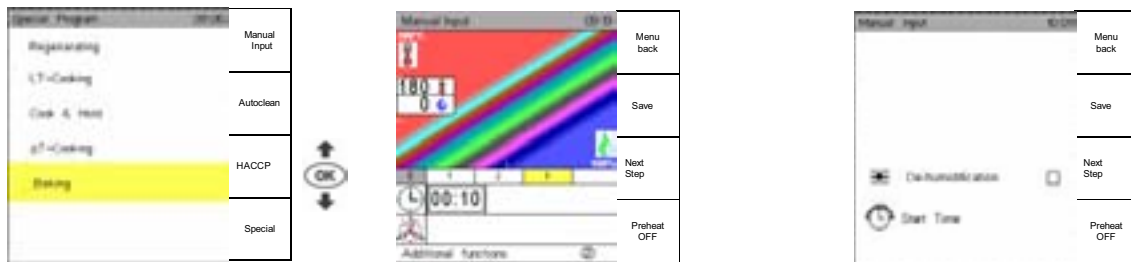 Special Program
Regenerating
LT-Cooking
Cook & Hold
ΔT-Cooking
Baking
Manual
Input
Autoclean
HACCP
Special
OK
Manual Input
180
0
1 2 3
00:10
Additional functions
Menu
back
Save
Next
Step
Preheat
OFF
Manual Input
De-humidification
Start Time
Menu
back
Save
Next
Step
Preheat
OFF